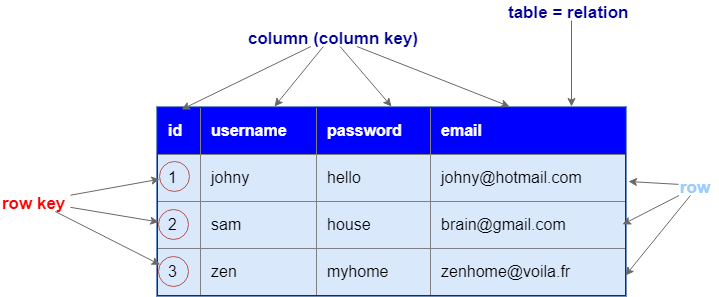 table = relation
column (column key)
id username password email
1 johny hello johny@hotmail.com
row key 2 sam house brain@gmail.com row
3 zen myhome zenhome@voila.fr